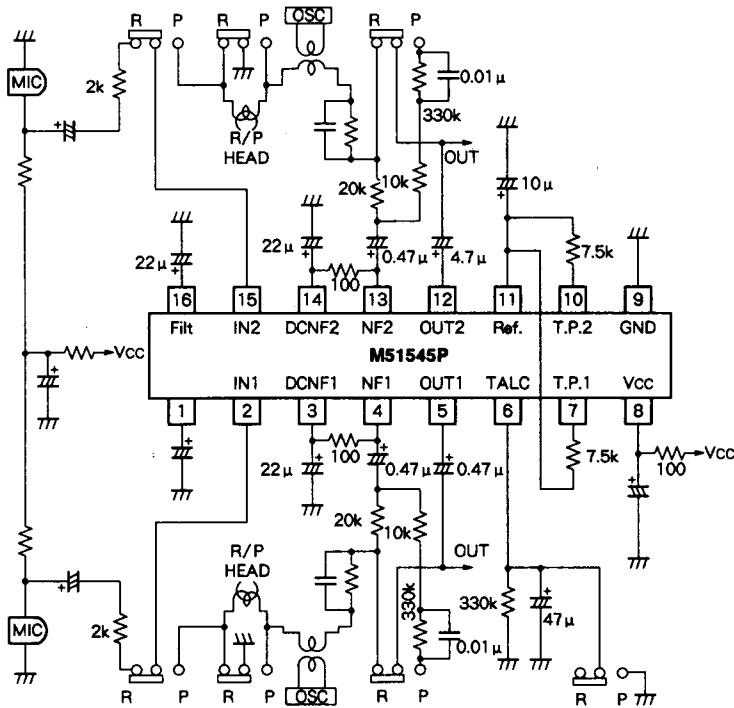 R P R P OSC R P
MIC
2k
0.01μ
330k
R/P
HEAD
OUT
10μ
20k 10k
22μ 22μ 0.47μ 4.7μ 7.5k
100
16 15 14 13 12 11 10 9
Filt IN2 DCNF2 NF2 OUT2 Ref. T.P.2 GND
VCC
M51545P
IN1 DCNF1 NF1 OUT1 TALC T.P.1 VCC
1 2 3 4 5 6 7 8
100
22μ 0.47μ 0.47μ 7.5k 100 VCC
20k 10k
R/P
HEAD
OUT
330k
330k 47μ
MIC
2k
0.01μ
R P R P OSC R P R P